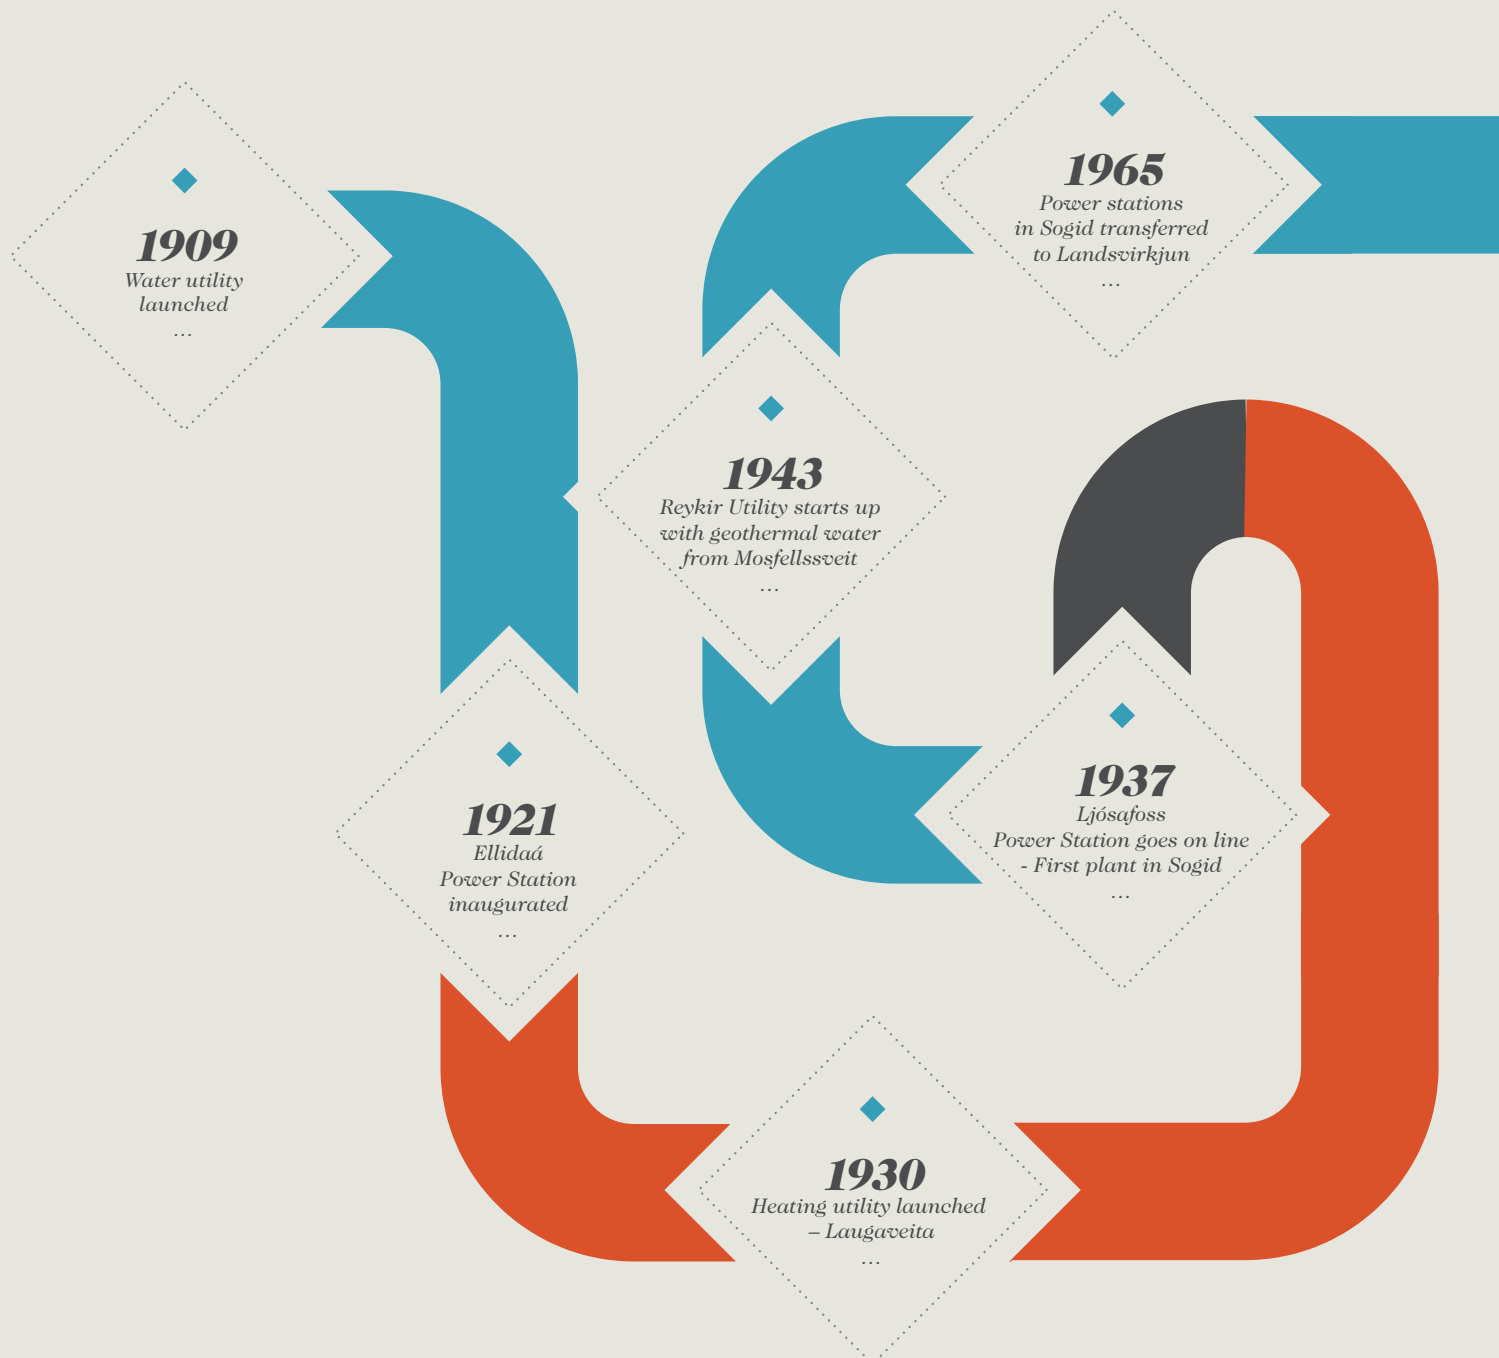 1909
Water utility
launched
...
1921
Ellidaá
Power Station
inaugurated
...
1930
Heating utility launched
– Laugaveita
...
1937
Ljósafoss
Power Station goes on line
- First plant in Sogid
...
1943
Reykir Utility starts up
with geothermal water
from Mosfellssveit
...
1965
Power stations
in Sogid transferred
to Landsvirkjun
...